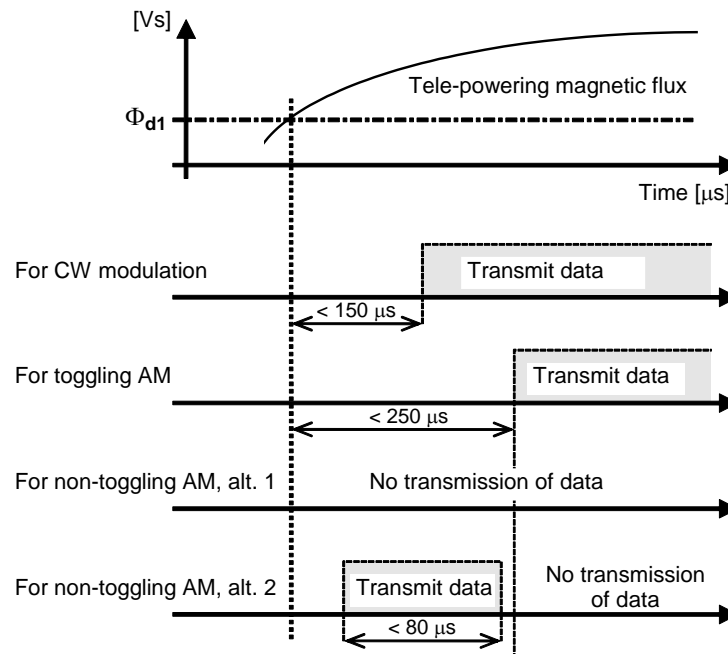 [Vs]
Tele-powering magnetic flux
Φd1
Time [μs]
For CW modulation
Transmit data
< 150 μs
For toggling AM
Transmit data
< 250 μs
For non-toggling AM, alt. 1
No transmission of data
For non-toggling AM, alt. 2
Transmit data
No transmission
of data
< 80 μs